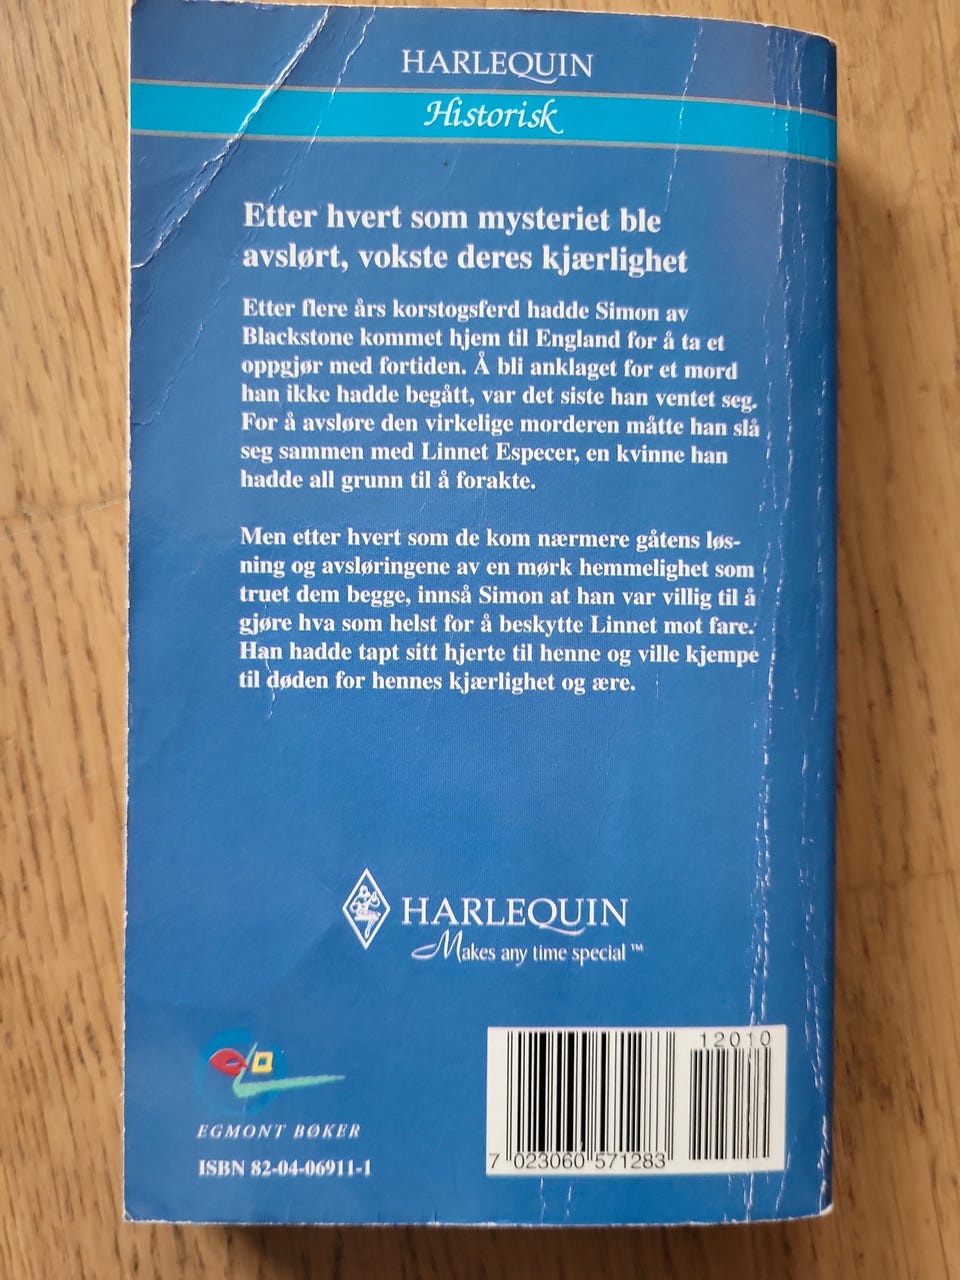 HARLEQUIN
Historisk
Etter hvert som mysteriet ble
avslørt, vokste deres kjærlighet
Etter flere års korstogsferd hadde Simon av
Blackstone kommet hjem til England for å ta et
oppgjør med fortiden. Å bli anklaget for et mord
han ikke hadde begått, var det siste han ventet seg.
For å avsløre den virkelige morderen måtte han slå
seg sammen med Linnet Especer, en kvinne han
hadde all grunn til å forakte.
Men etter hvert som de kom nærmere gåtens løs-
ning og avsløringene av en mørk hemmelighet som
truet dem begge, innså Simon at han var villig til å
gjøre hva som helst for å beskytte Linnet mot fare.
Han hadde tapt sitt hjerte til henne og ville kjempe
til døden for hennes kjærlighet og ære.
HARLEQUIN
Makes any time special™
EGMONT BØKER
ISBN 82-04-06911-1
12010
7 023060 571283